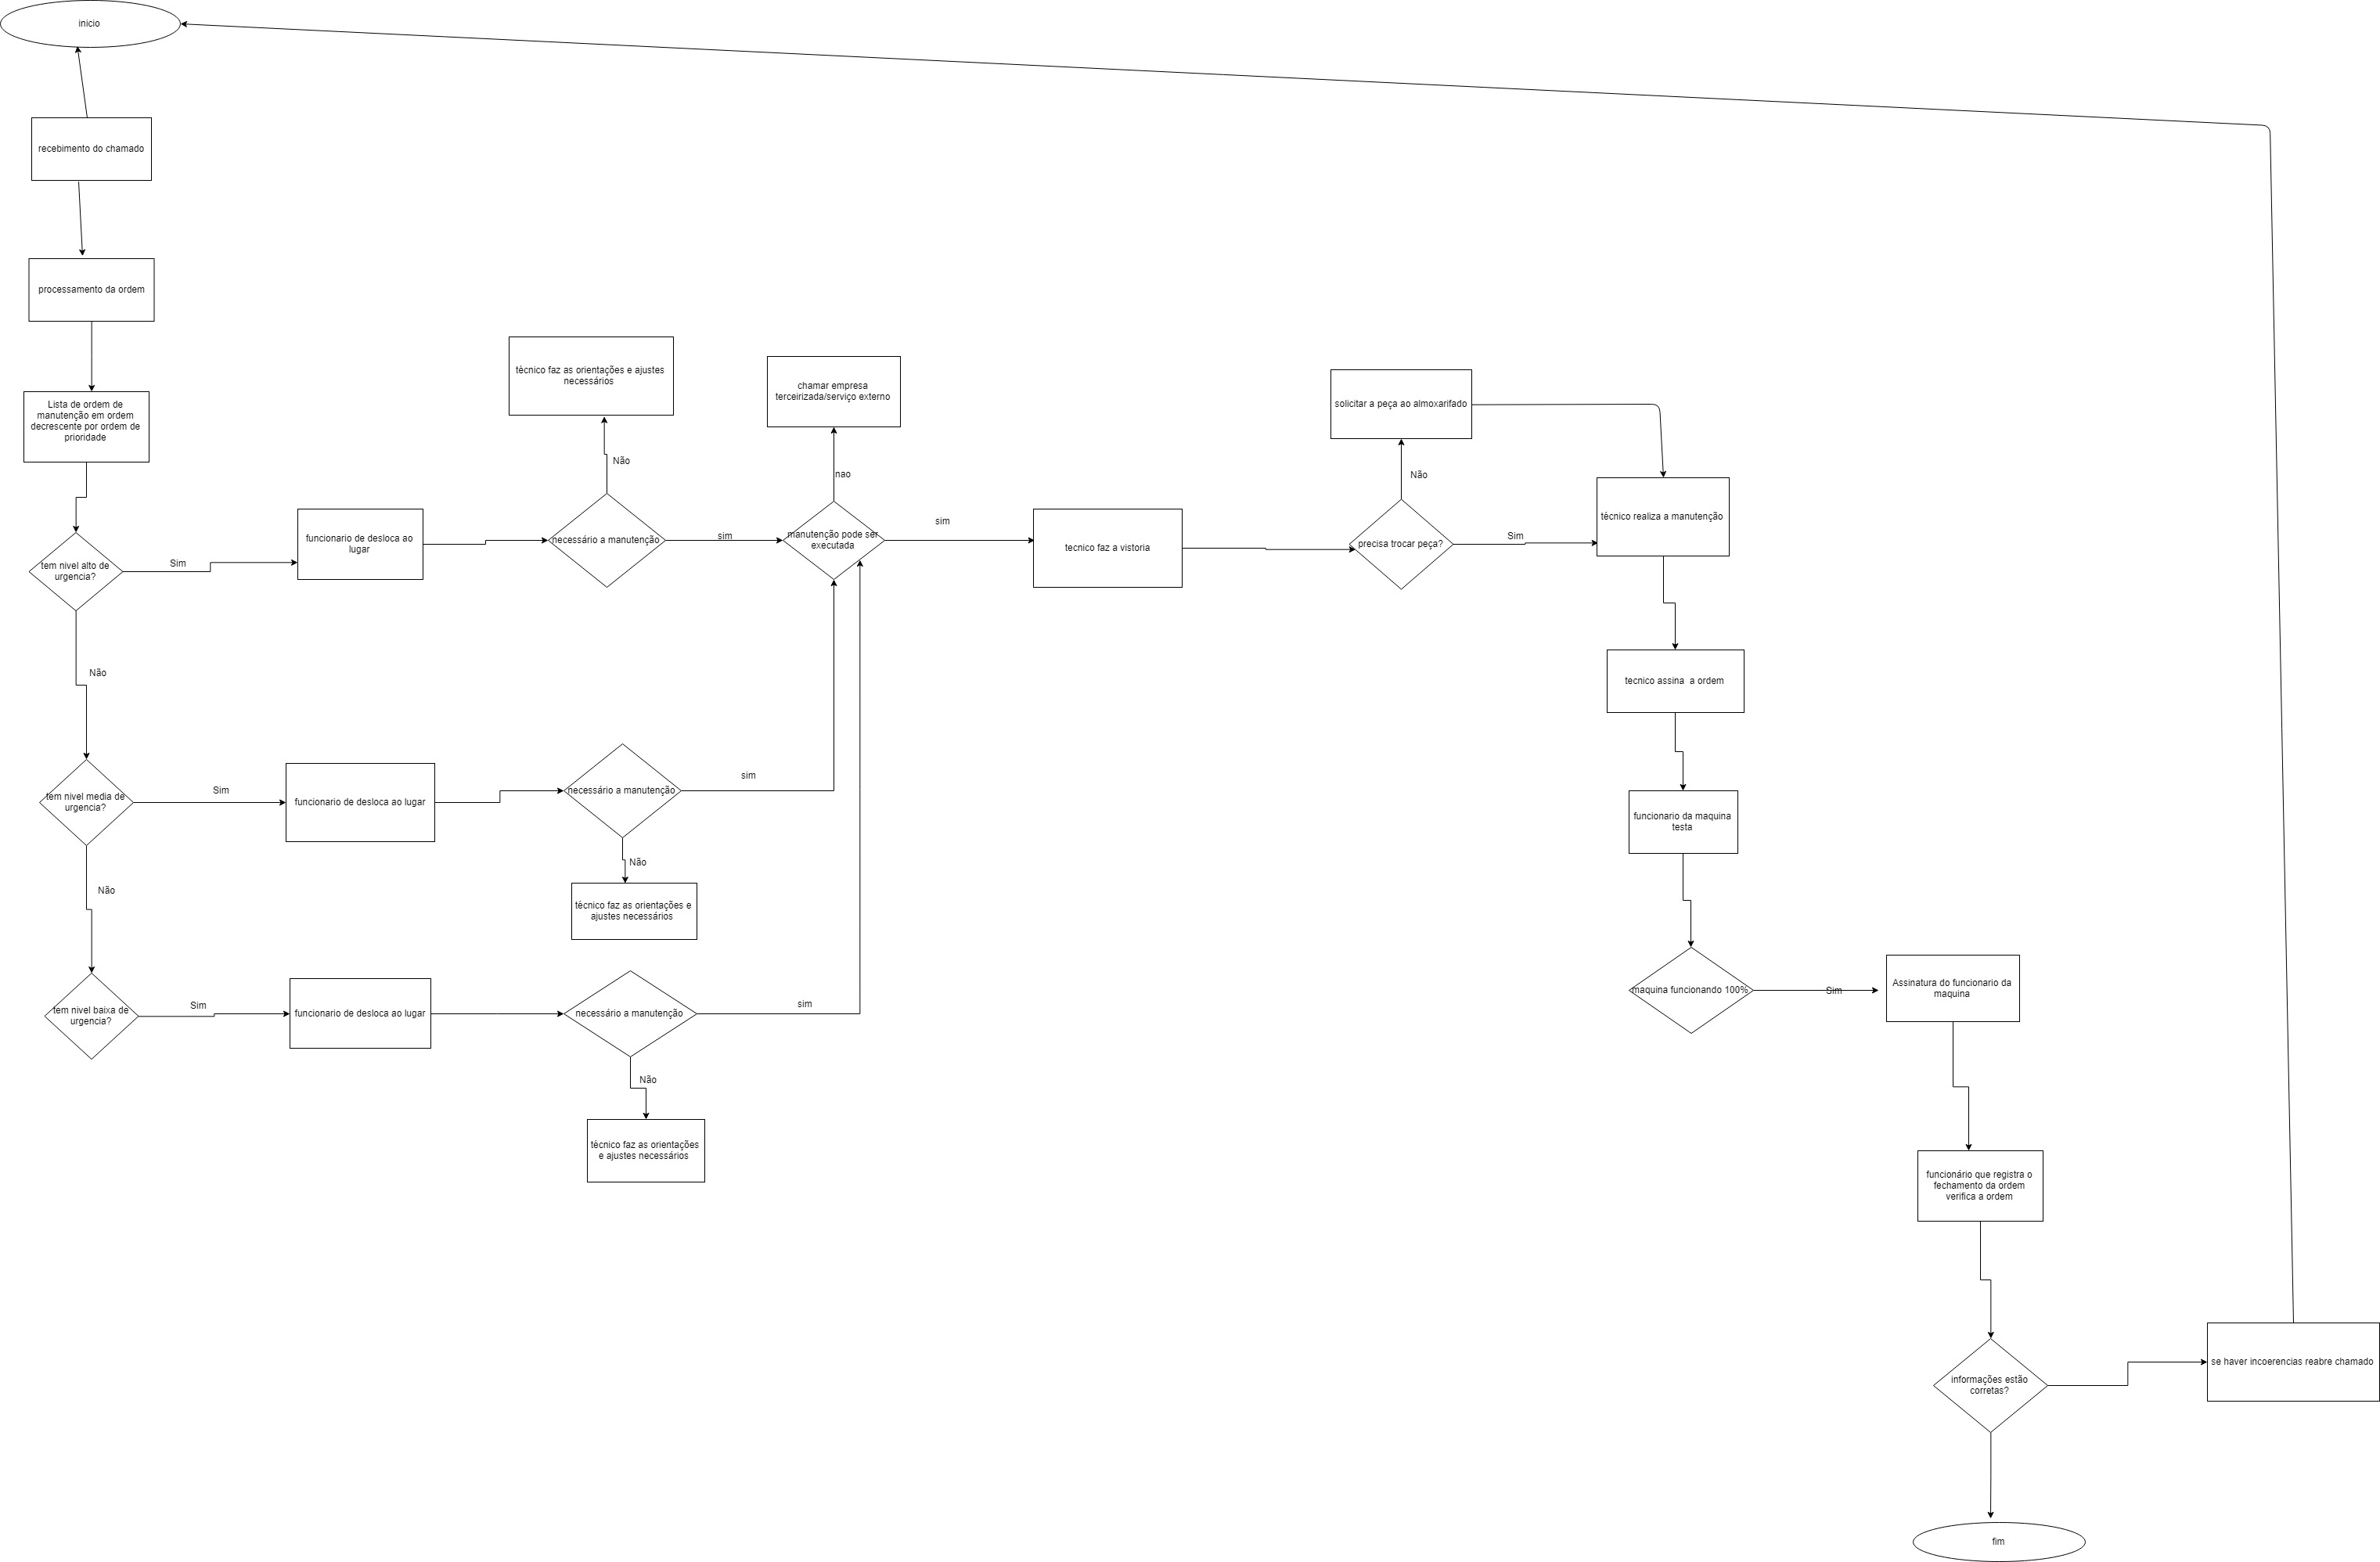 inicio
recebimento do chamado
processamento da ordem
Lista de ordem de
manutenção em ordem
decrescente por ordem de
prioridade
tem nivel alto de
urgencia?
Sim
funcionario de desloca ao
lugar
necessário a manutenção
Não
técnico faz as orientações e ajustes
necessários
sim
manutenção pode ser
executada
nao
chamar empresa
terceirizada/serviço externo
sim
tecnico faz a vistoria
precisa trocar peça?
Não
solicitar a peça ao almoxarifado
Sim
técnico realiza a manutenção
Não
tem nivel media de
urgencia?
Sim
funcionario de desloca ao lugar
necessário a manutenção
sim
Não
técnico faz as orientações e
ajustes necessários
Não
tem nivel baixa de
urgencia?
Sim
funcionario de desloca ao lugar
necessário a manutenção
sim
Não
técnico faz as orientações
e ajustes necessários
tecnico assina a ordem
funcionario da maquina
testa
maquina funcionando 100%
Sim
Assinatura do funcionario da
maquina
funcionário que registra o
fechamento da ordem
verifica a ordem
informações estão
corretas?
se haver incoerencias reabre chamado
fim